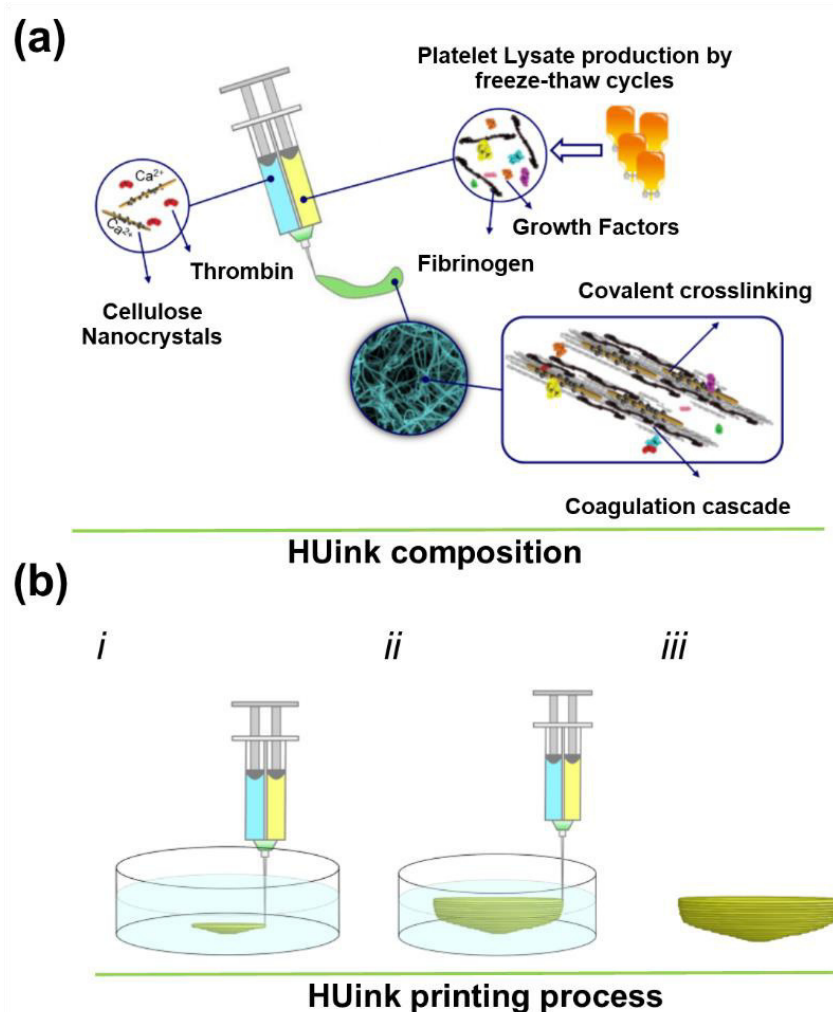 (a)
Platelet Lysate production by
freeze-thaw cycles
Ca²⁺
Ca²⁺
Thrombin
Cellulose
Nanocrystals
Growth Factors
Fibrinogen
Covalent crosslinking
Coagulation cascade
HUink composition
(b)
i
ii
iii
HUink printing process